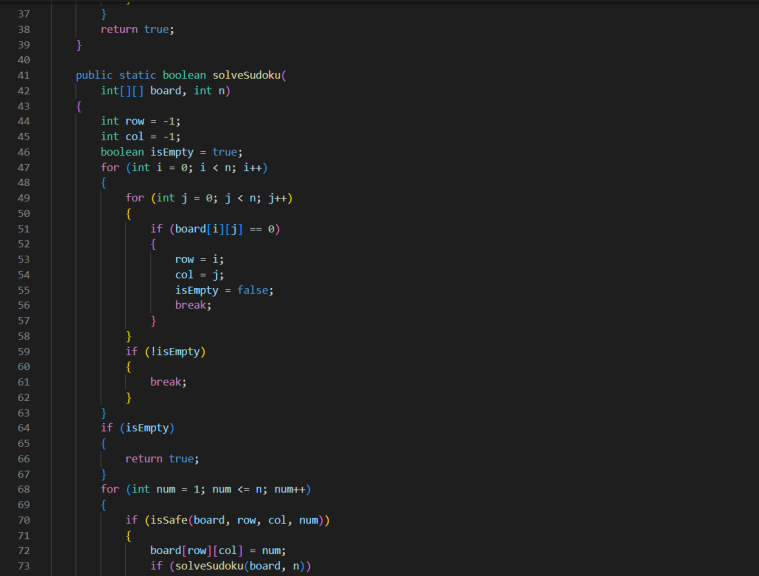 37 }
38 return true;
39 }
40
41 public static boolean solveSudoku(
42 int[][] board, int n)
43 {
44 int row = -1;
45 int col = -1;
46 boolean isEmpty = true;
47 for (int i = 0; i < n; i++)
48 {
49 for (int j = 0; j < n; j++)
50 {
51 if (board[i][j] == 0)
52 {
53 row = i;
54 col = j;
55 isEmpty = false;
56 break;
57 }
58 }
59 if (!isEmpty)
60 {
61 break;
62 }
63 }
64 if (isEmpty)
65 {
66 return true;
67 }
68 for (int num = 1; num <= n; num++)
69 {
70 if (isSafe(board, row, col, num))
71 {
72 board[row][col] = num;
73 if (solveSudoku(board, n))